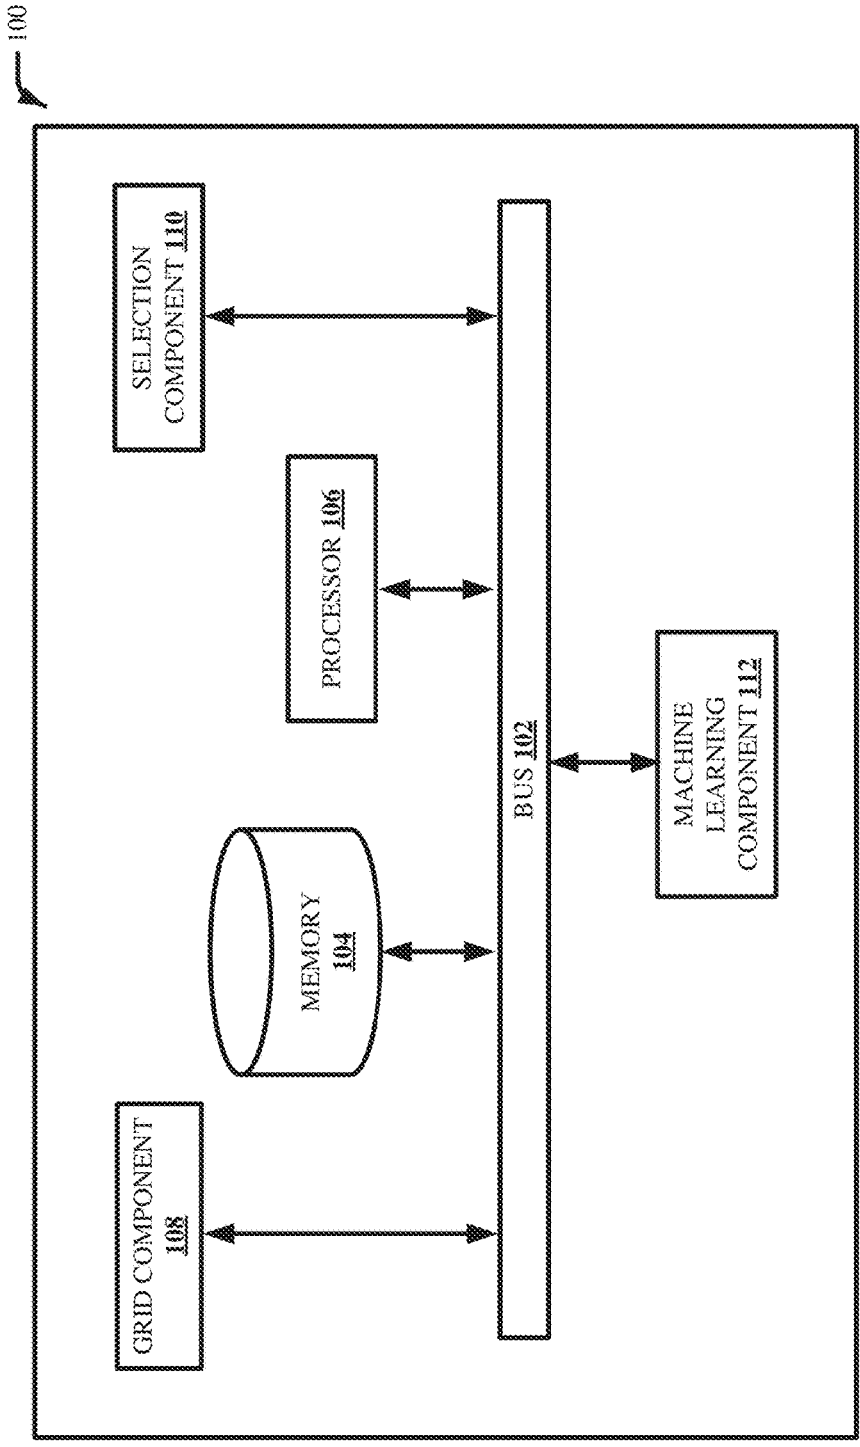 100
GRID COMPONENT
108
MEMORY
104
PROCESSOR 106
SELECTION
COMPONENT 110
BUS 102
MACHINE
LEARNING
COMPONENT 112